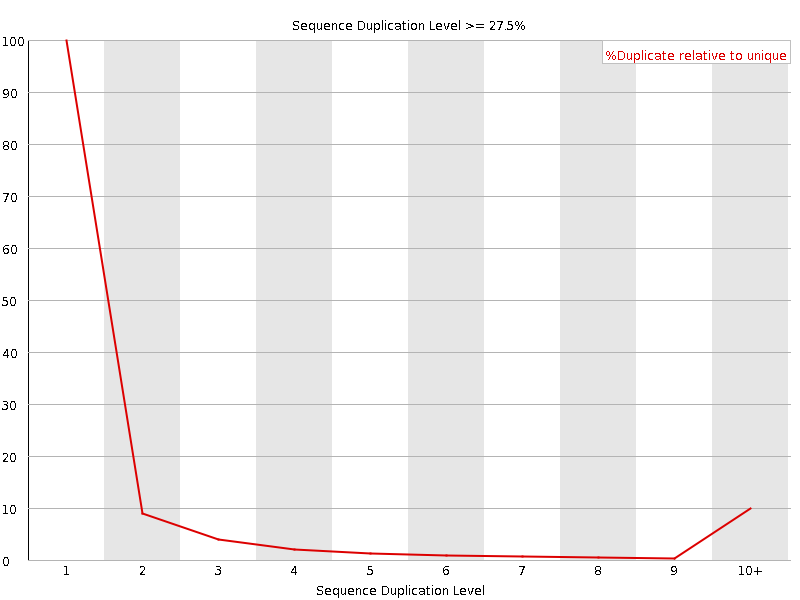 Sequence Duplication Level >= 27.5%
%Duplicate relative to unique
100
90
80
70
60
50
40
30
20
10
0
1 2 3 4 5 6 7 8 9 10+
Sequence Duplication Level